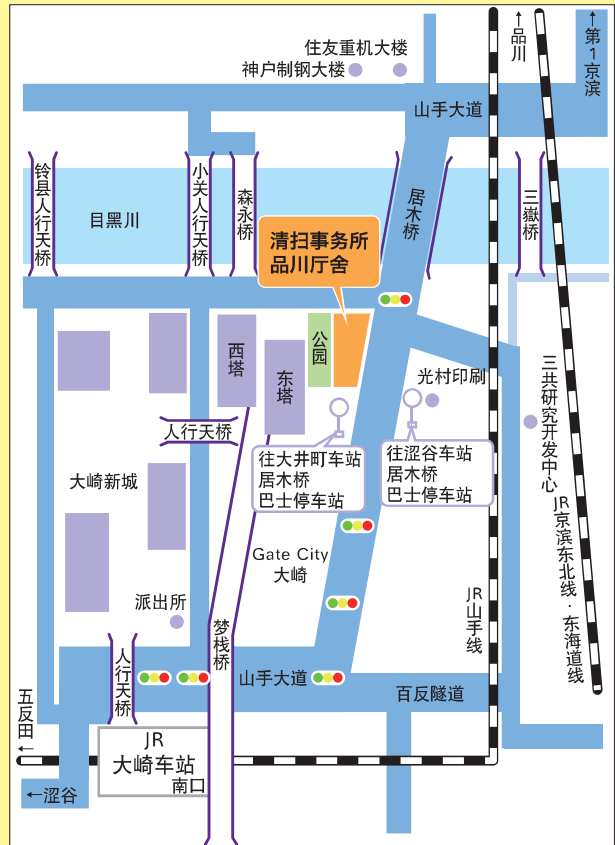 住友重机大楼
神户制钢大楼
↑品川
↑第1京滨
山手大道
铃县人行天桥
小关人行天桥
森永桥
居木桥
三嶽桥
目黑川
清扫事务所
品川厅舍
西塔
东塔
公园
光村印刷
三共研究开发中心
人行天桥
往大井町车站
居木桥
巴士停车站
往涩谷车站
居木桥
巴士停车站
大崎新城
Gate City
大崎
JR京滨东北线·东海道线
JR山手线
派出所
梦栈桥
人行天桥
山手大道
百反隧道
五反田←
JR
大崎车站
南口
←涩谷